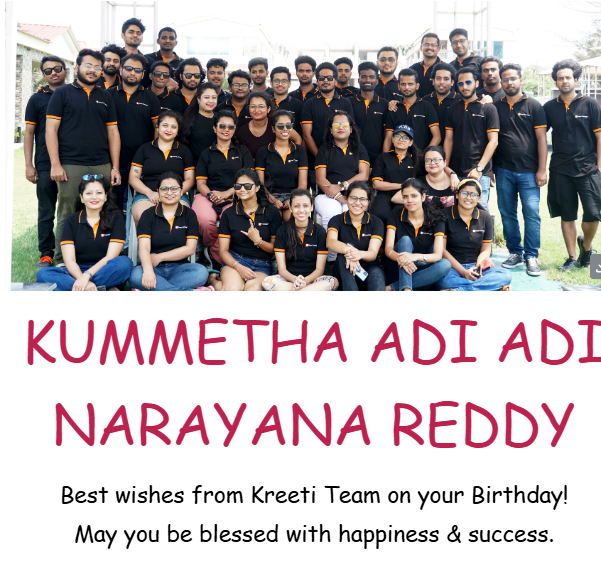 KUMMETHA ADI ADI
NARAYANA REDDY
Best wishes from Kreeti Team on your Birthday!
May you be blessed with happiness & success.